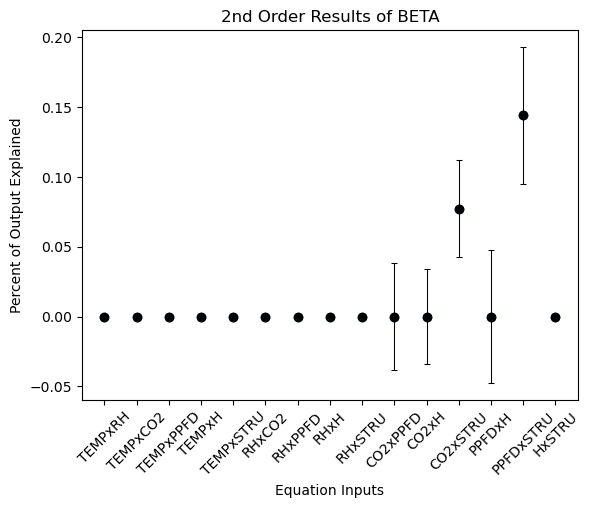 2nd Order Results of BETA
Percent of Output Explained
0.20
0.15
0.10
0.05
0.00
−0.05
TEMPxRH
TEMPxCO2
TEMPxPPFD
TEMPxH
TEMPxSTRU
RHxCO2
RHxPPFD
RHxH
RHxSTRU
CO2xPPFD
CO2xH
CO2xSTRU
PPFDxH
PPFDxSTRU
HxSTRU
Equation Inputs